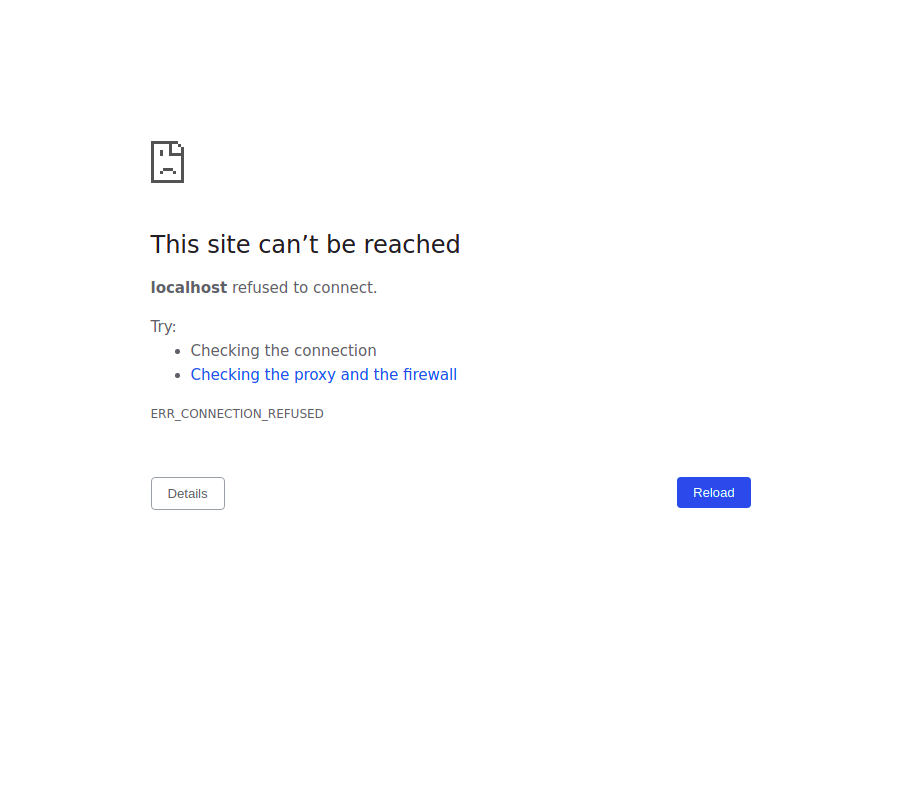 This site can’t be reached
localhost refused to connect.
Try:
Checking the connection
Checking the proxy and the firewall
ERR_CONNECTION_REFUSED
Details
Reload